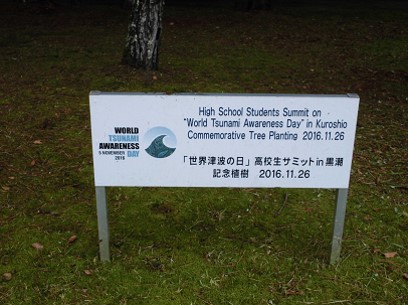 WORLD
TSUNAMI
AWARENESS
DAY
5 NOVEMBER
2016
High School Students Summit on
"World Tsunami Awareness Day" in Kuroshio
Commemorative Tree Planting 2016.11.26
「世界津波の日」高校生サミットin黒潮
記念植樹 2016.11.26